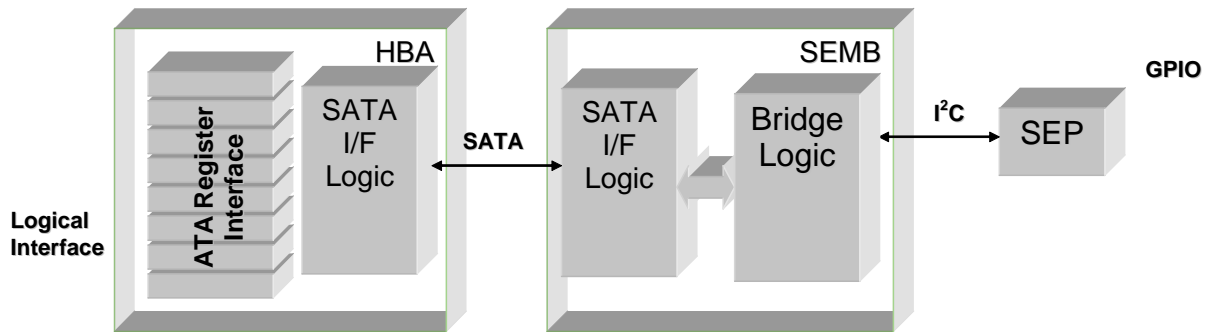 HBA
ATA Register
Interface
SATA
I/F
Logic
Logical
Interface
SATA
SEMB
SATA
I/F
Logic
Bridge
Logic
I²C
SEP
GPIO